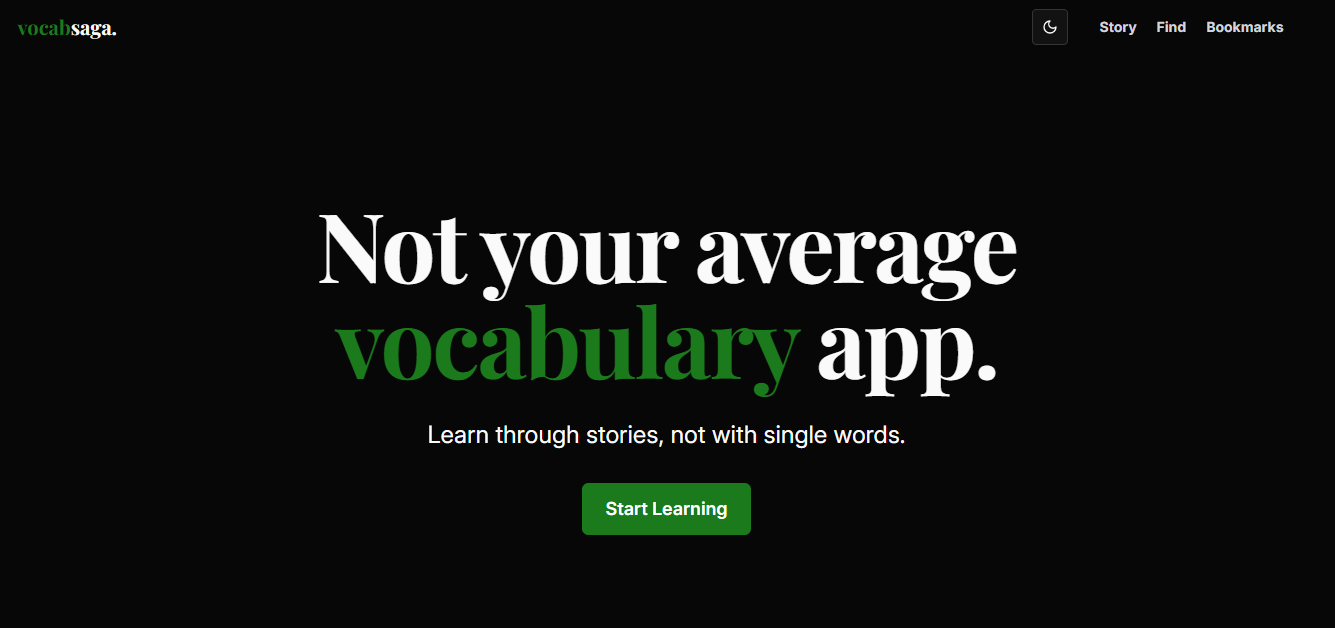 vocabsaga.
Story Find Bookmarks
Not your average
vocabulary app.
Learn through stories, not with single words.
Start Learning